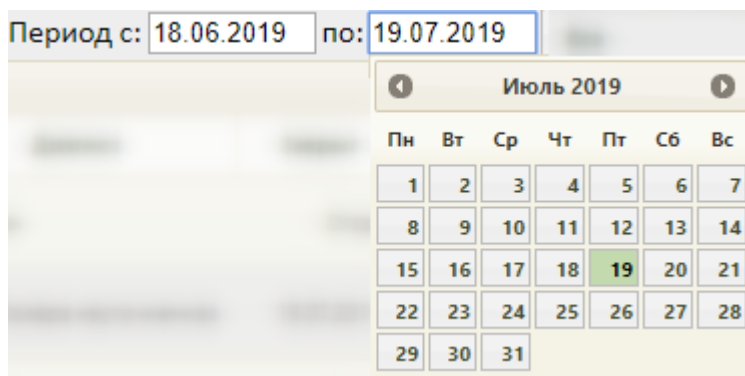 Период с: 18.06.2019 по: 19.07.2019
Июль 2019
Пн Вт Ср Чт Пт Сб Вс
1 2 3 4 5 6 7
8 9 10 11 12 13 14
15 16 17 18 19 20 21
22 23 24 25 26 27 28
29 30 31